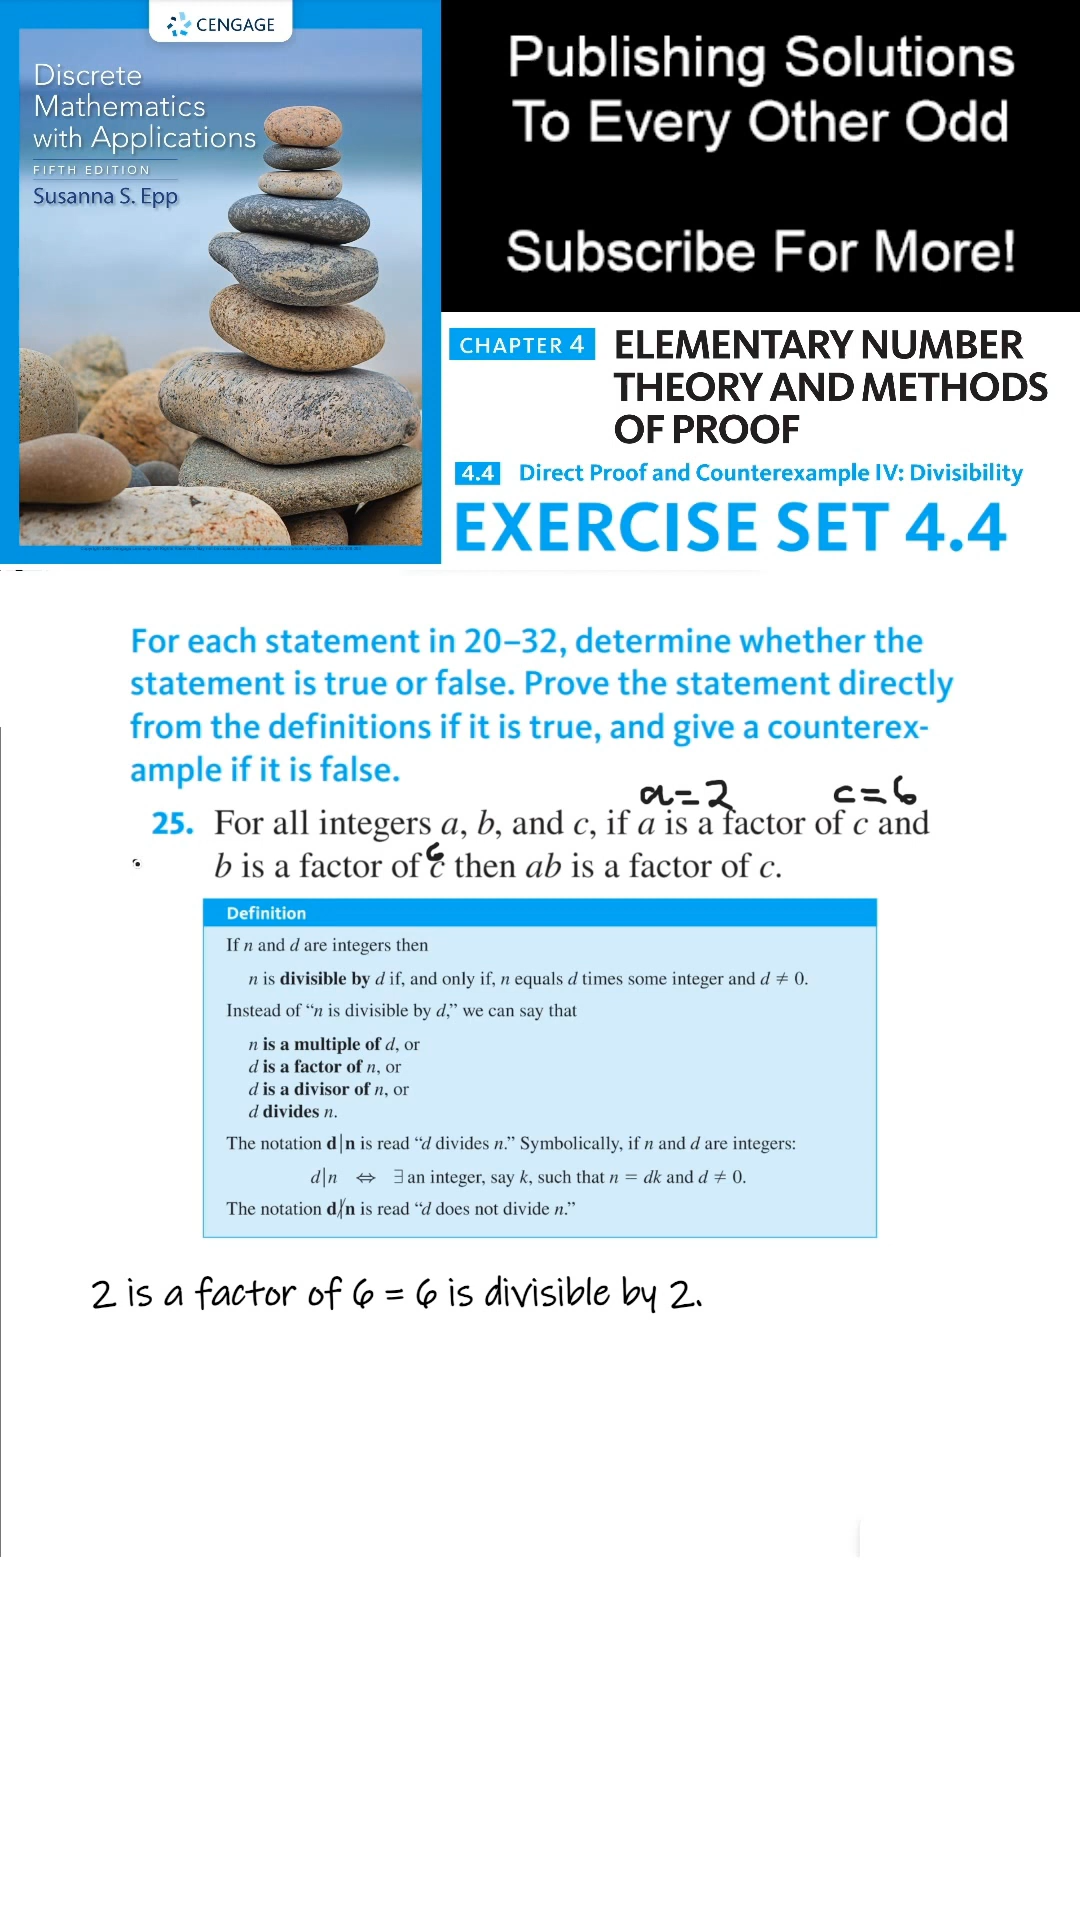 CENGAGE
Discrete
Mathematics
with Applications
FIFTH EDITION
Susanna S. Epp
Publishing Solutions
To Every Other Odd
Subscribe For More!
CHAPTER 4 ELEMENTARY NUMBER
THEORY AND METHODS
OF PROOF
4.4 Direct Proof and Counterexample IV: Divisibility
EXERCISE SET 4.4
For each statement in 20–32, determine whether the
statement is true or false. Prove the statement directly
from the definitions if it is true, and give a counterex-
ample if it is false.
a=2 c=6
25. For all integers a, b, and c, if a is a factor of c and
6
b is a factor of c then ab is a factor of c.
Definition
If n and d are integers then
n is divisible by d if, and only if, n equals d times some integer and d ≠ 0.
Instead of “n is divisible by d,” we can say that
n is a multiple of d, or
d is a factor of n, or
d is a divisor of n, or
d divides n.
The notation d|n is read “d divides n.” Symbolically, if n and d are integers:
d|n ⇔ ∃ an integer, say k, such that n = dk and d ≠ 0.
The notation d∤n is read “d does not divide n.”
2 is a factor of 6 = 6 is divisible by 2.